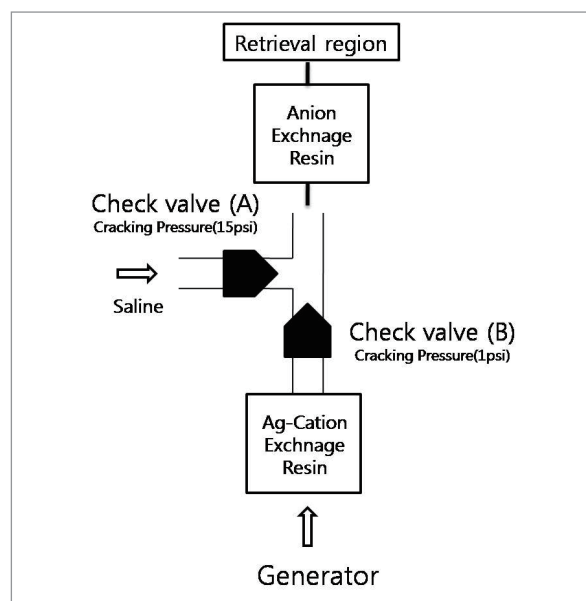 Retrieval region
Anion
Exchnage
Resin
Check valve (A)
Cracking Pressure(15psi)
Saline
Check valve (B)
Cracking Pressure(1psi)
Ag-Cation
Exchnage
Resin
Generator